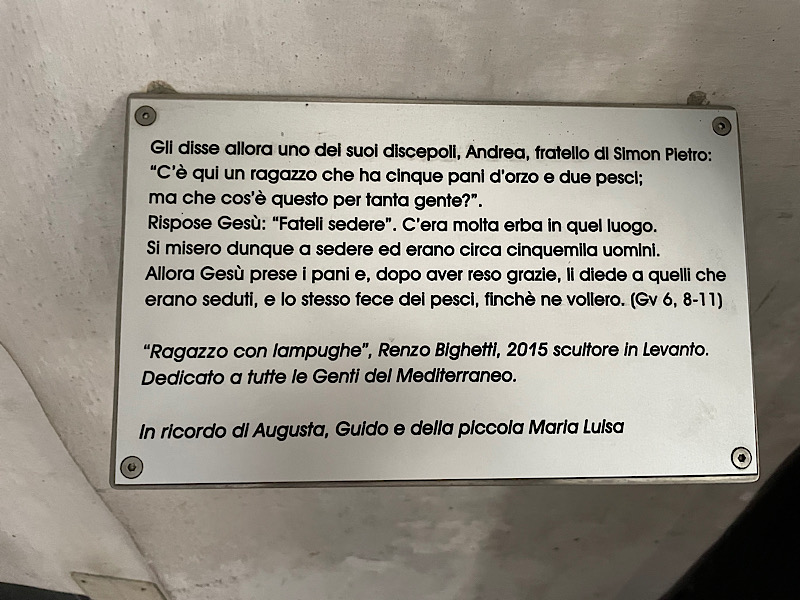 Gli disse allora uno dei suoi discepoli, Andrea, fratello di Simon Pietro:
“C’è qui un ragazzo che ha cinque pani d’orzo e due pesci;
ma che cos’è questo per tanta gente?”.
Rispose Gesù: “Fateli sedere”. C’era molta erba in quel luogo.
Si misero dunque a sedere ed erano circa cinquemila uomini.
Allora Gesù prese i pani e, dopo aver reso grazie, li diede a quelli che
erano seduti, e lo stesso fece dei pesci, finchè ne vollero. (Gv 6, 8-11)
“Ragazzo con lampughe”, Renzo Bighetti, 2015 scultore in Levanto.
Dedicato a tutte le Genti del Mediterraneo.
In ricordo di Augusta, Guido e della piccola Maria Luisa